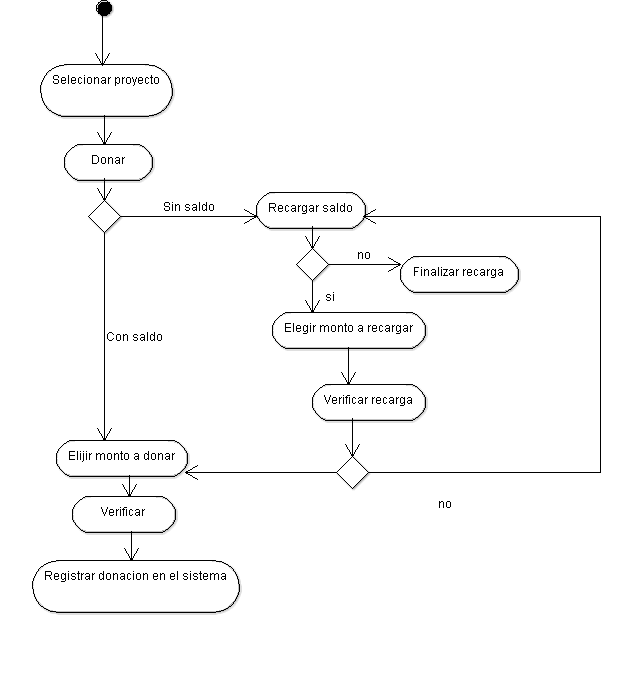 Selecionar proyecto
Donar
Sin saldo
Recargar saldo
no
Finalizar recarga
si
Elegir monto a recargar
Con saldo
Verificar recarga
Elijir monto a donar
no
Verificar
Registrar donacion en el sistema